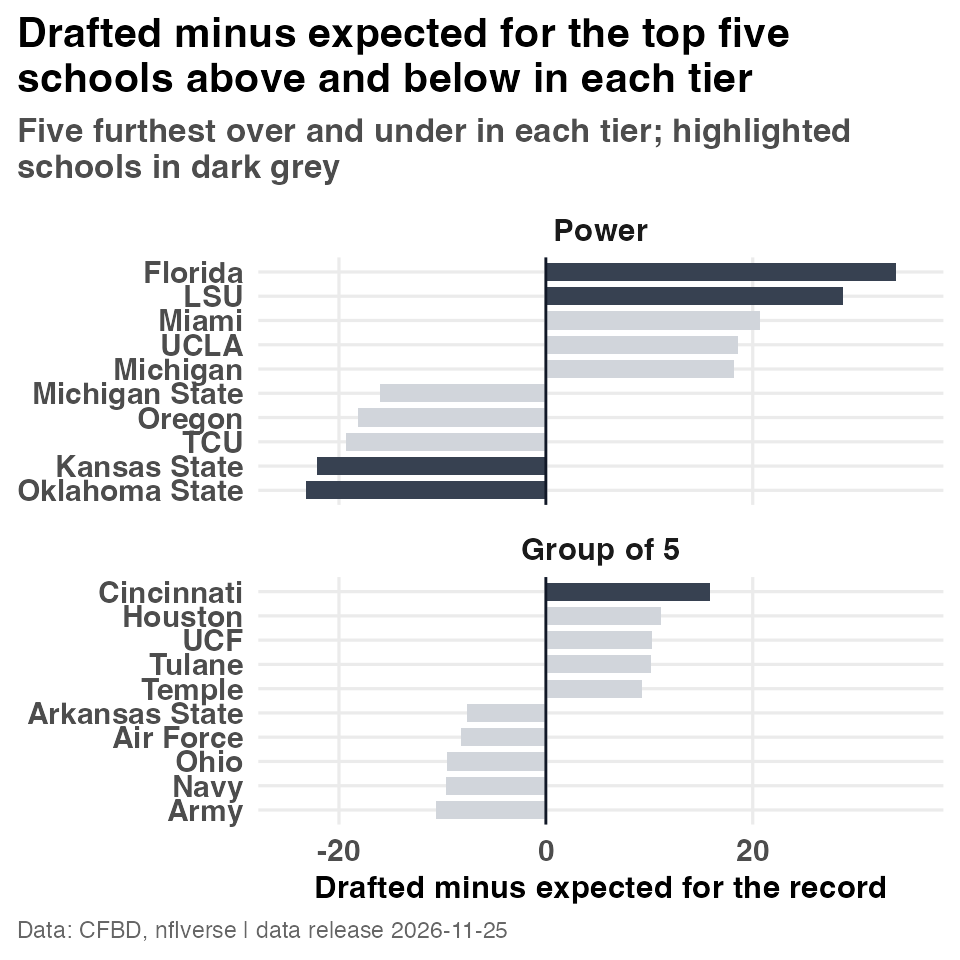 Drafted minus expected for the top five
schools above and below in each tier
Five furthest over and under in each tier; highlighted
schools in dark grey
Power
Florida
LSU
Miami
UCLA
Michigan
Michigan State
Oregon
TCU
Kansas State
Oklahoma State
Group of 5
Cincinnati
Houston
UCF
Tulane
Temple
Arkansas State
Air Force
Ohio
Navy
Army
-20 0 20
Drafted minus expected for the record
Data: CFBD, nflverse | data release 2026-11-25